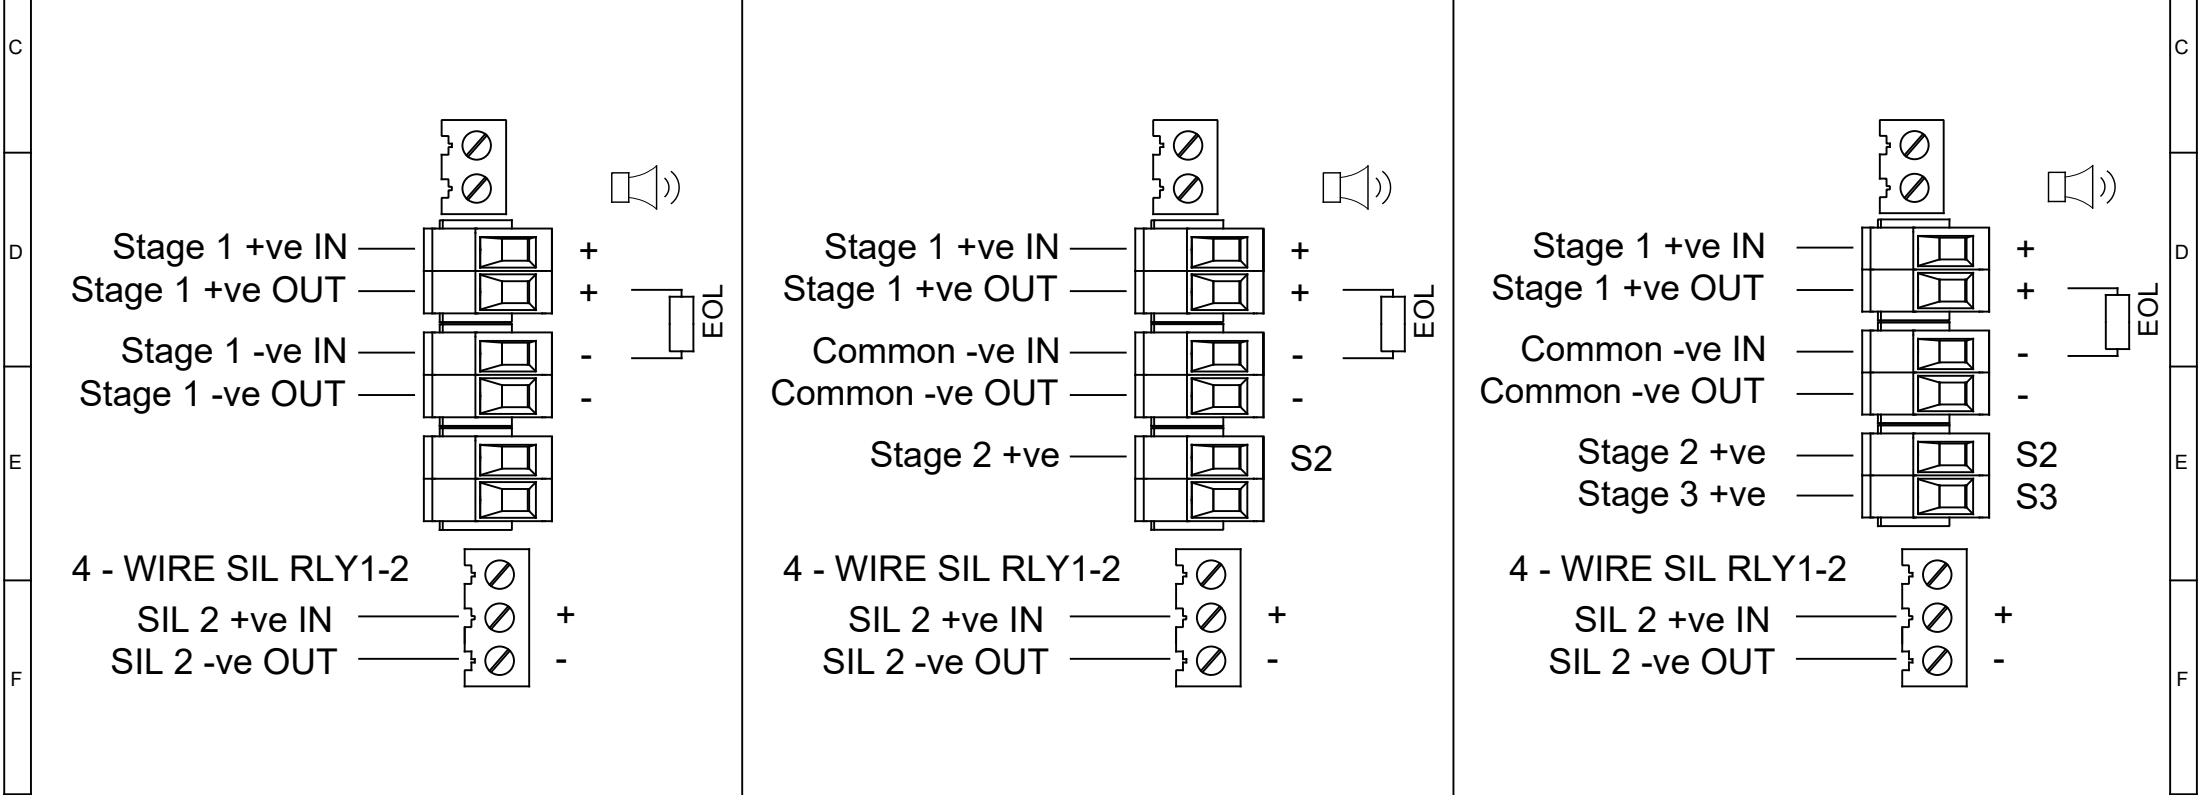 C
D
E
F
Stage 1 +ve IN +
Stage 1 +ve OUT +
EOL
Stage 1 -ve IN -
Stage 1 -ve OUT -
4 - WIRE SIL RLY1-2
SIL 2 +ve IN +
SIL 2 -ve OUT -
Stage 1 +ve IN +
Stage 1 +ve OUT +
EOL
Common -ve IN -
Common -ve OUT -
Stage 2 +ve S2
4 - WIRE SIL RLY1-2
SIL 2 +ve IN +
SIL 2 -ve OUT -
Stage 1 +ve IN +
Stage 1 +ve OUT +
EOL
Common -ve IN -
Common -ve OUT -
Stage 2 +ve S2
Stage 3 +ve S3
4 - WIRE SIL RLY1-2
SIL 2 +ve IN +
SIL 2 -ve OUT -
C
D
E
F